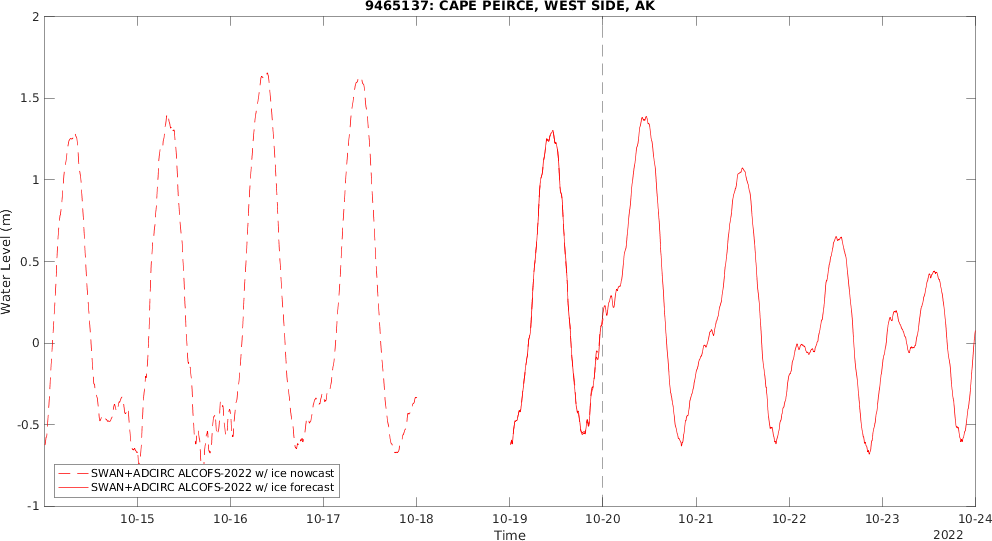 9465137: CAPE PEIRCE, WEST SIDE, AK
2
1.5
1
0.5
0
-0.5
-1
Water Level (m)
SWAN+ADCIRC ALCOFS-2022 w/ ice nowcast
SWAN+ADCIRC ALCOFS-2022 w/ ice forecast
10-15 10-16 10-17 10-18 10-19 10-20 10-21 10-22 10-23 10-24
Time
2022